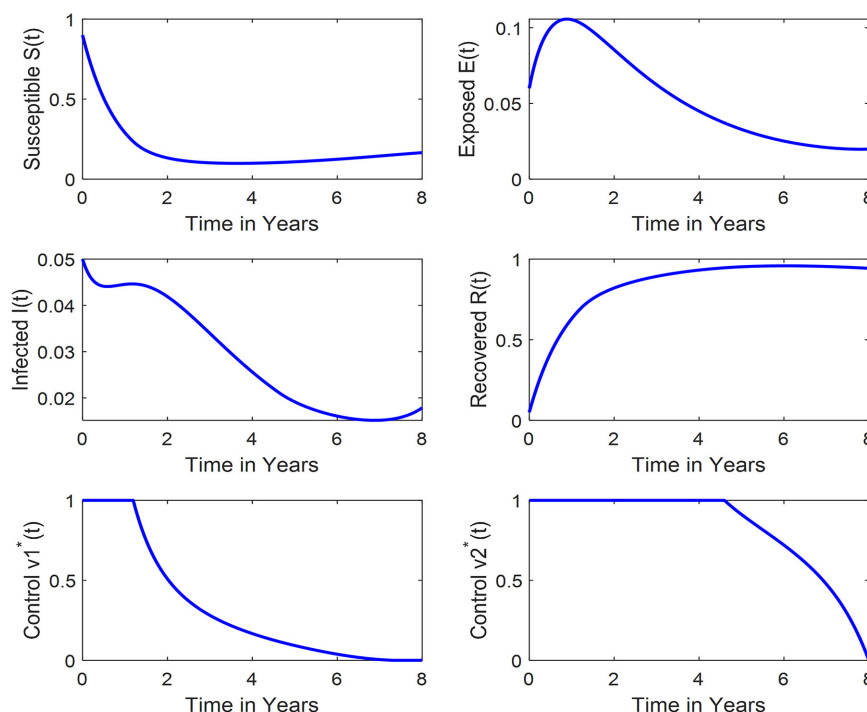 Susceptible S(t)
1
0.5
0
0 2 4 6 8
Time in Years
Exposed E(t)
0.1
0.05
0
0 2 4 6 8
Time in Years
Infected I(t)
0.05
0.04
0.03
0.02
0 2 4 6 8
Time in Years
Recovered R(t)
1
0.5
0
0 2 4 6 8
Time in Years
Control v1* (t)
1
0.5
0
0 2 4 6 8
Time in Years
Control v2* (t)
1
0.5
0
0 2 4 6 8
Time in Years